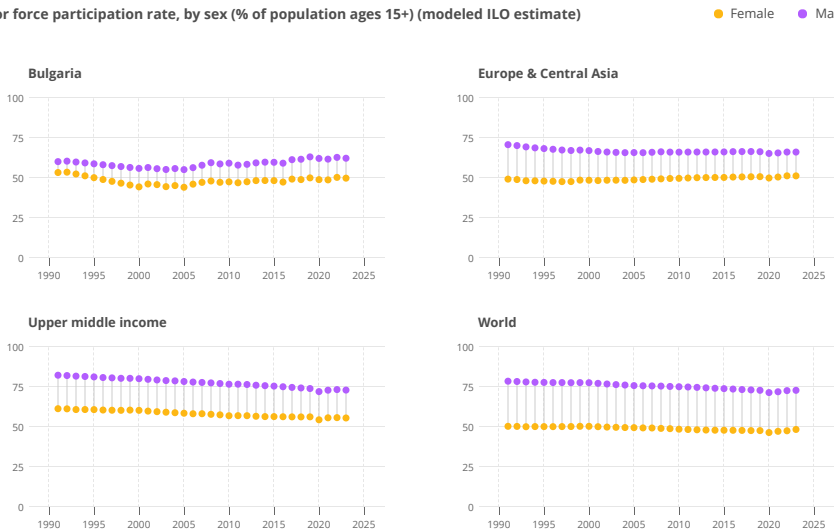 force participation rate, by sex (% of population ages 15+) (modeled ILO estimate) Female
Bulgaria Europe & Central Asia
100 100
75 75
50 50
25 25
0 0
1990 1995 2000 2005 2010 2015 2020 2025 1990 1995 2000 2005 2010 2015 2020 2025
Upper middle income World
100 100
75 75
50 50
25 25
0 0
1990 1995 2000 2005 2010 2015 2020 2025 1990 1995 2000 2005 2010 2015 2020 2025